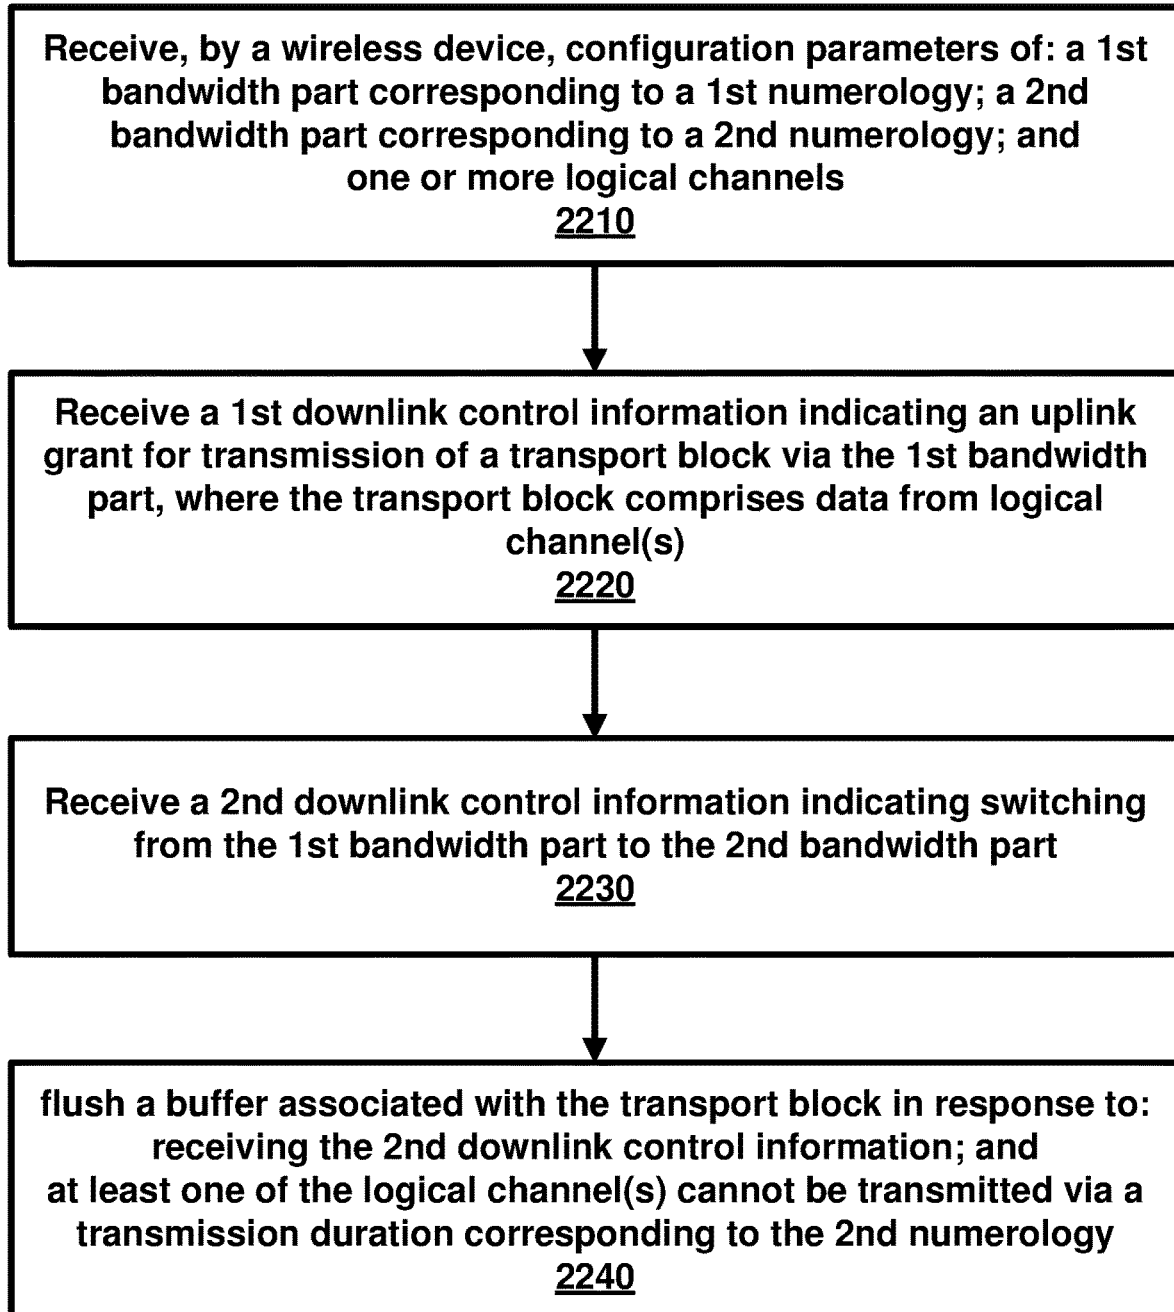 Receive, by a wireless device, configuration parameters of: a 1st
bandwidth part corresponding to a 1st numerology; a 2nd
bandwidth part corresponding to a 2nd numerology; and
one or more logical channels
2210
Receive a 1st downlink control information indicating an uplink
grant for transmission of a transport block via the 1st bandwidth
part, where the transport block comprises data from logical
channel(s)
2220
Receive a 2nd downlink control information indicating switching
from the 1st bandwidth part to the 2nd bandwidth part
2230
flush a buffer associated with the transport block in response to:
receiving the 2nd downlink control information; and
at least one of the logical channel(s) cannot be transmitted via a
transmission duration corresponding to the 2nd numerology
2240